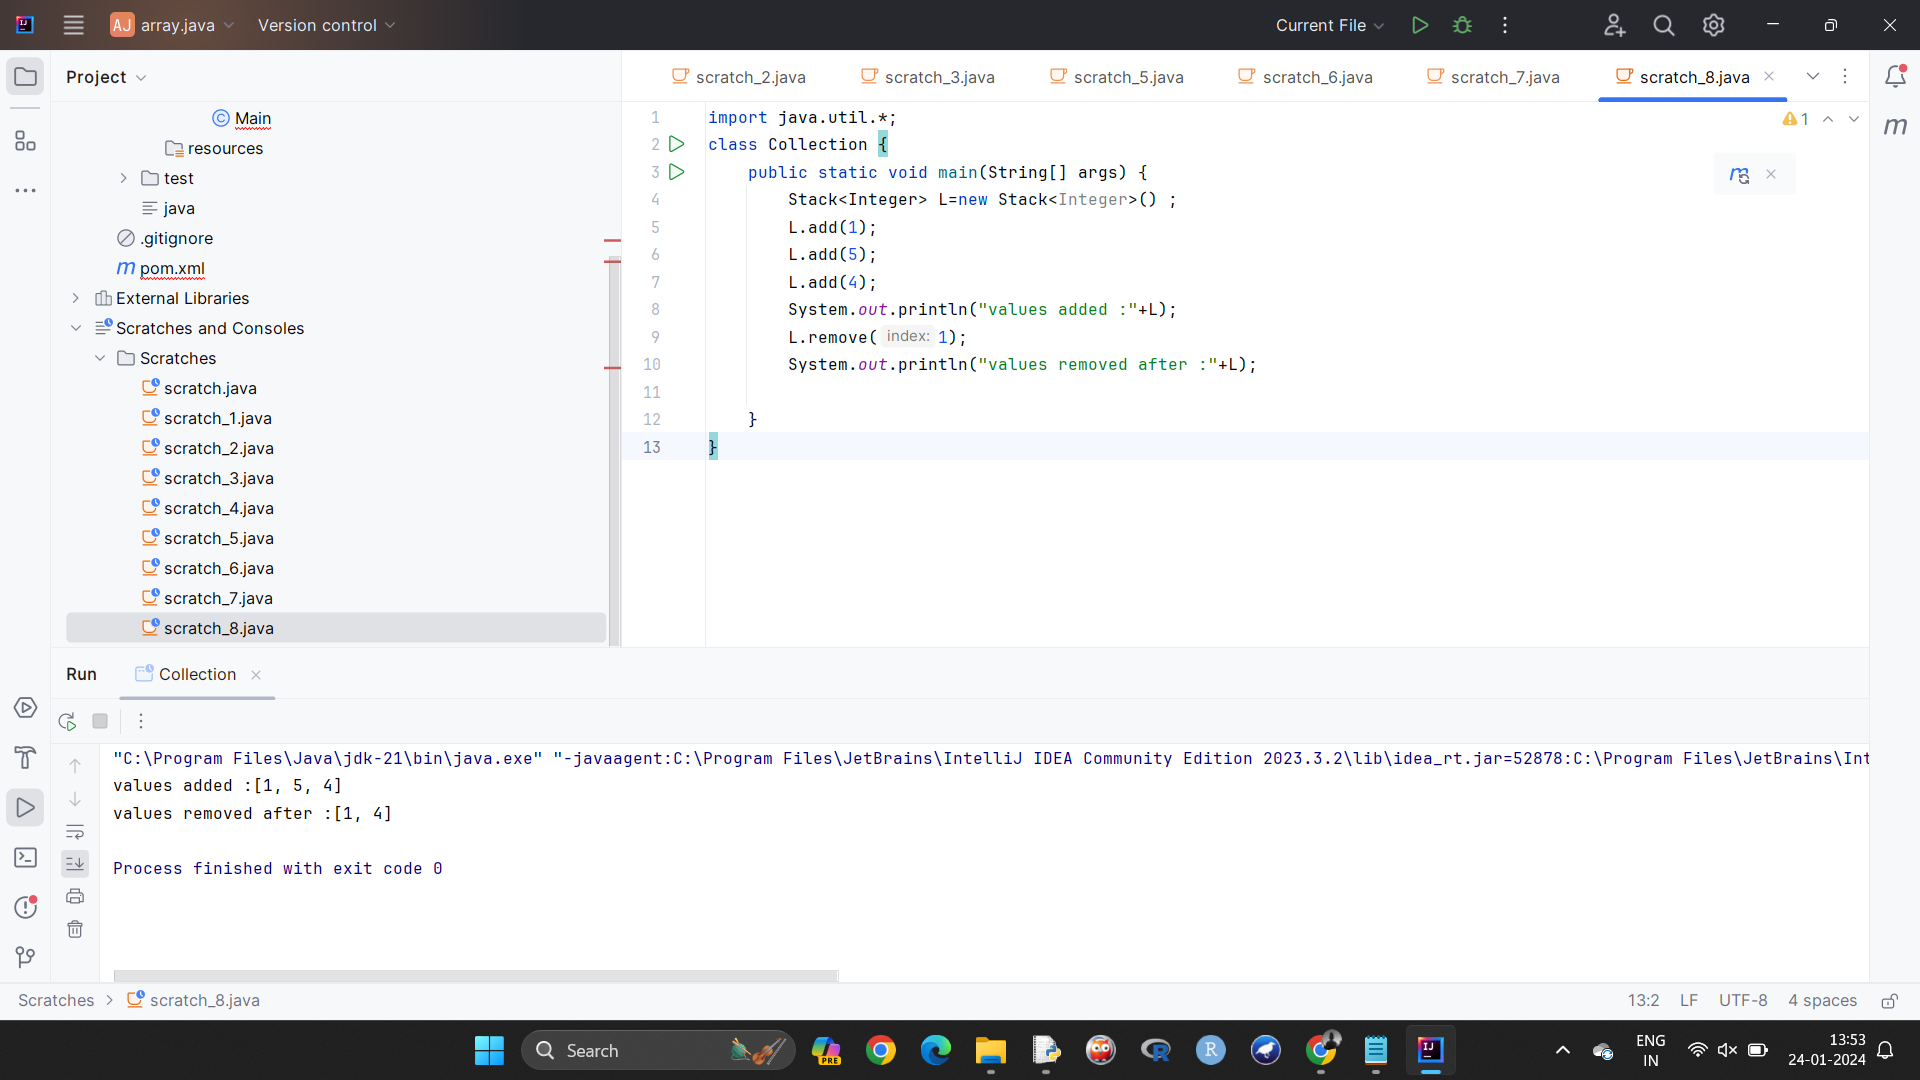 AJ array.java Version control Current File
Project
Main
resources
test
java
.gitignore
m pom.xml
External Libraries
Scratches and Consoles
Scratches
scratch.java
scratch_1.java
scratch_2.java
scratch_3.java
scratch_4.java
scratch_5.java
scratch_6.java
scratch_7.java
scratch_8.java
scratch_2.java scratch_3.java scratch_5.java scratch_6.java scratch_7.java scratch_8.java
1 import java.util.*;
2 class Collection {
3 public static void main(String[] args) {
4 Stack<Integer> L=new Stack<Integer>() ;
5 L.add(1);
6 L.add(5);
7 L.add(4);
8 System.out.println("values added :"+L);
9 L.remove( index: 1);
10 System.out.println("values removed after :"+L);
11
12 }
13 }
1
m
m
Run Collection
"C:\Program Files\Java\jdk-21\bin\java.exe" "-javaagent:C:\Program Files\JetBrains\IntelliJ IDEA Community Edition 2023.3.2\lib\idea_rt.jar=52878:C:\Program Files\JetBrains\Int
values added :[1, 5, 4]
values removed after :[1, 4]
Process finished with exit code 0
Scratches > scratch_8.java 13:2 LF UTF-8 4 spaces
Search
PRE
R
R
IJ
ENG
IN
13:53
24-01-2024